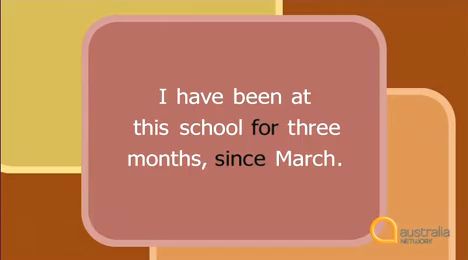 I have been at
this school for three
months, since March.
australia
NETWORK